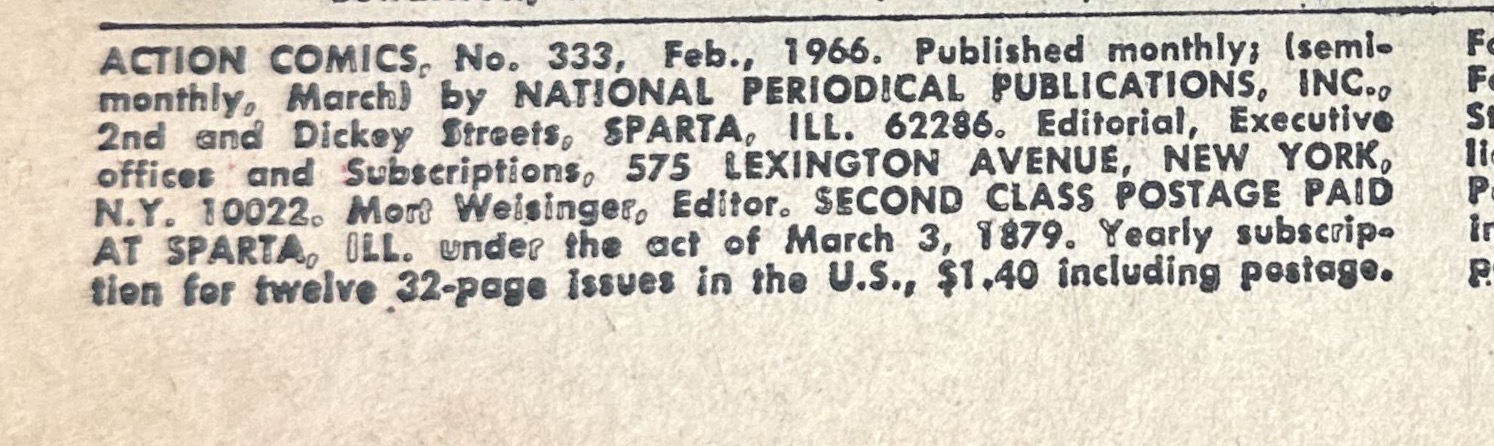 ACTION COMICS, No. 333, Feb., 1966. Published monthly; (semi-
monthly, March) by NATIONAL PERIODICAL PUBLICATIONS, INC.,
2nd and Dickey Streets, SPARTA, ILL. 62286. Editorial, Executive
offices and Subscriptions, 575 LEXINGTON AVENUE, NEW YORK,
N.Y. 10022. Mort Weisinger, Editor. SECOND CLASS POSTAGE PAID
AT SPARTA, ILL. under the act of March 3, 1879. Yearly subscrip-
tion for twelve 32-page issues in the U.S., $1.40 including postage.